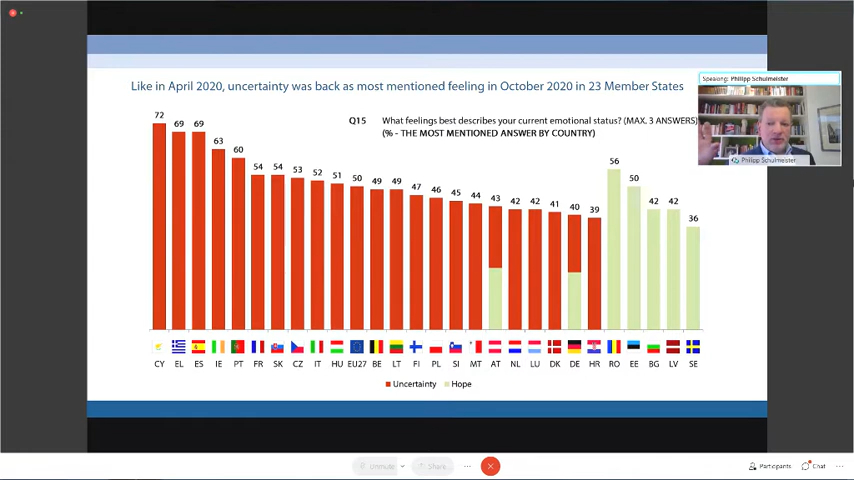 Like in April 2020, uncertainty was back as most mentioned feeling in October 2020 in 23 Member States
Speaking: Philipp Schulmeister
Q15 What feelings best describes your current emotional status? (MAX. 3 ANSWERS)
(% - THE MOST MENTIONED ANSWER BY COUNTRY)
Philipp Schulmeister
72 69 69 63 60 54 54 53 52 51 50 49 49 47 46 45 44 43 42 42 41 40 39 56 50 42 42 36
CY EL ES IE PT FR SK CZ IT HU EU27 BE LT FI PL SI MT AT NL LU DK DE HR RO EE BG LV SE
Uncertainty Hope
Unmute Share Participants Chat